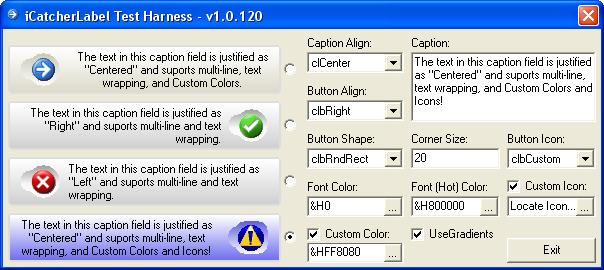 iCatcherLabel Test Harness - v1.0.120
The text in this caption field is justified as
"Centered" and suports multi-line, text
wrapping, and Custom Colors.
The text in this caption field is justified as
"Right" and suports multi-line and text
wrapping.
The text in this caption field is justified as
"Left" and suports multi-line and text
wrapping.
The text in this caption field is justified as
"Centered" and suports multi-line, text
wrapping, and Custom Colors and Icons!
Caption Align:
clCenter
Caption:
The text in this caption field is justified
as "Centered" and suports multi-line,
text wrapping, and Custom Colors and
Icons!
Button Align:
clbRight
Button Shape:
clbRndRect
Corner Size:
20
Button Icon:
clbCustom
Font Color:
&H0
...
Font (Hot) Color:
&H800000
...
Custom Icon:
Locate Icon...
...
Custom Color:
&HFF8080
...
UseGradients
Exit